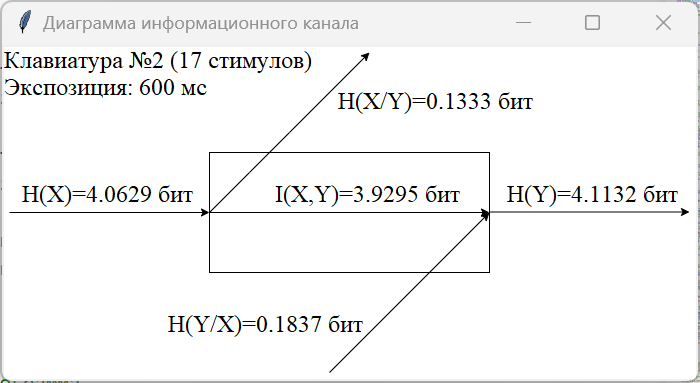 Диаграмма информационного канала
Клавиатура №2 (17 стимулов)
Экспозиция: 600 мс
H(X/Y)=0.1333 бит
H(X)=4.0629 бит
I(X,Y)=3.9295 бит
H(Y)=4.1132 бит
H(Y/X)=0.1837 бит